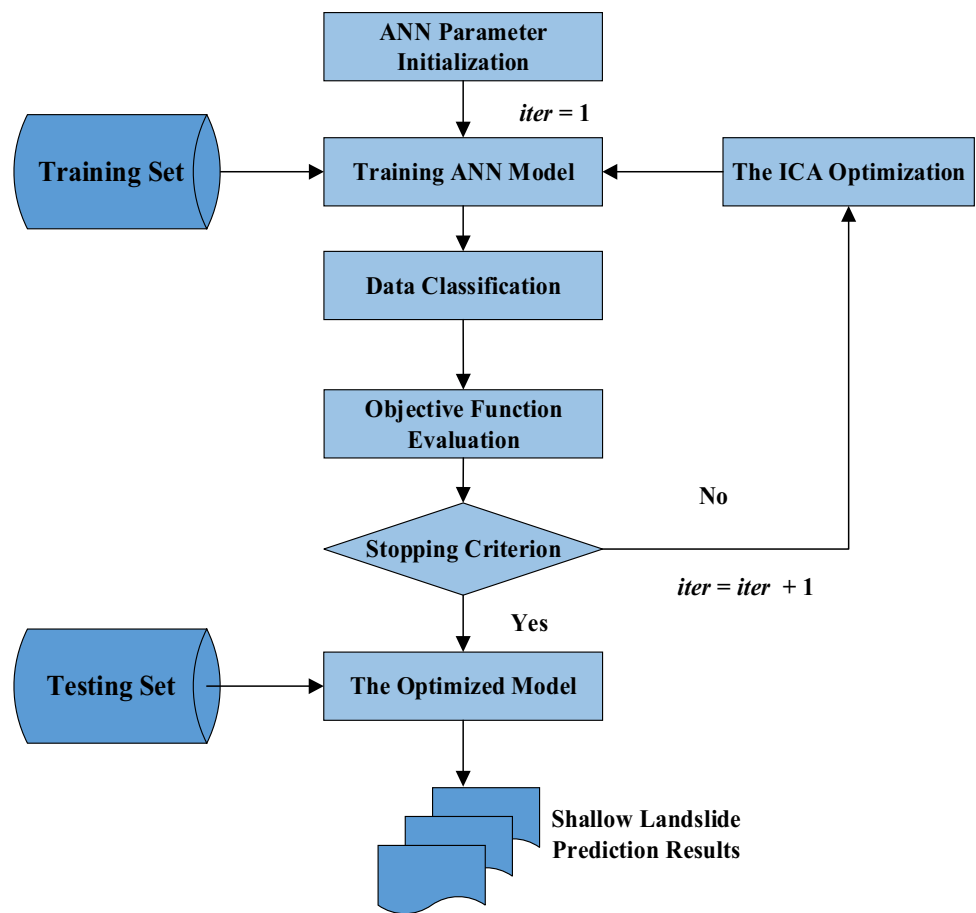 ANN Parameter
Initialization
iter = 1
Training Set
Training ANN Model
The ICA Optimization
Data Classification
Objective Function
Evaluation
No
Stopping Criterion
iter = iter + 1
Yes
Testing Set
The Optimized Model
Shallow Landslide
Prediction Results